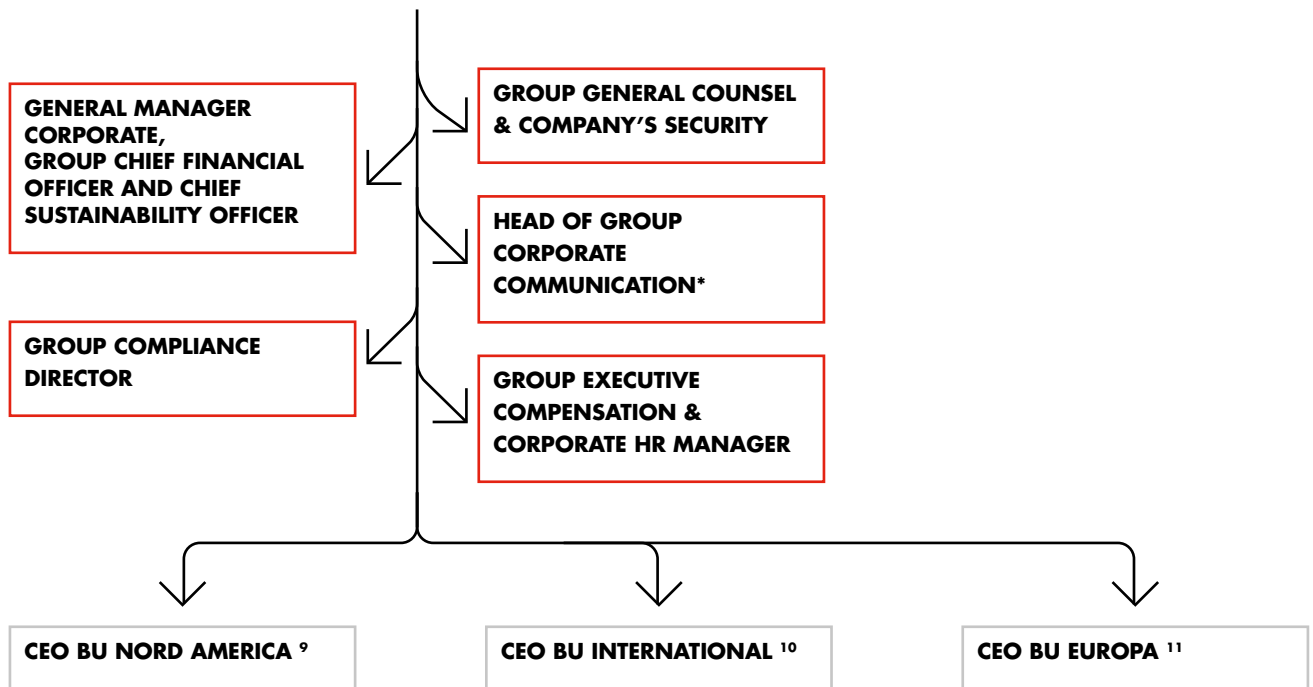 GENERAL MANAGER
CORPORATE,
GROUP CHIEF FINANCIAL
OFFICER AND CHIEF
SUSTAINABILITY OFFICER
GROUP GENERAL COUNSEL
& COMPANY’S SECURITY
HEAD OF GROUP
CORPORATE
COMMUNICATION*
GROUP COMPLIANCE
DIRECTOR
GROUP EXECUTIVE
COMPENSATION &
CORPORATE HR MANAGER
CEO BU NORD AMERICA ⁹
CEO BU INTERNATIONAL ¹⁰
CEO BU EUROPA ¹¹